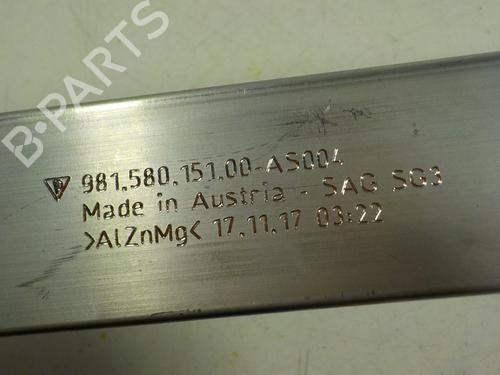 B-PARTS
981.580.151.00-AS004
Made in Austria - SAG SG3
>AlZnMg< 17.11.17 03:22